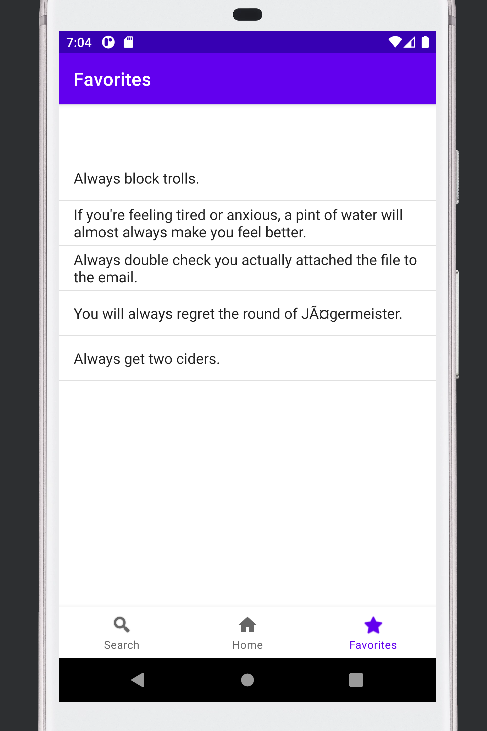 7:04
Favorites
Always block trolls.
If you're feeling tired or anxious, a pint of water will
almost always make you feel better.
Always double check you actually attached the file to
the email.
You will always regret the round of JÃ¤germeister.
Always get two ciders.
Search
Home
Favorites